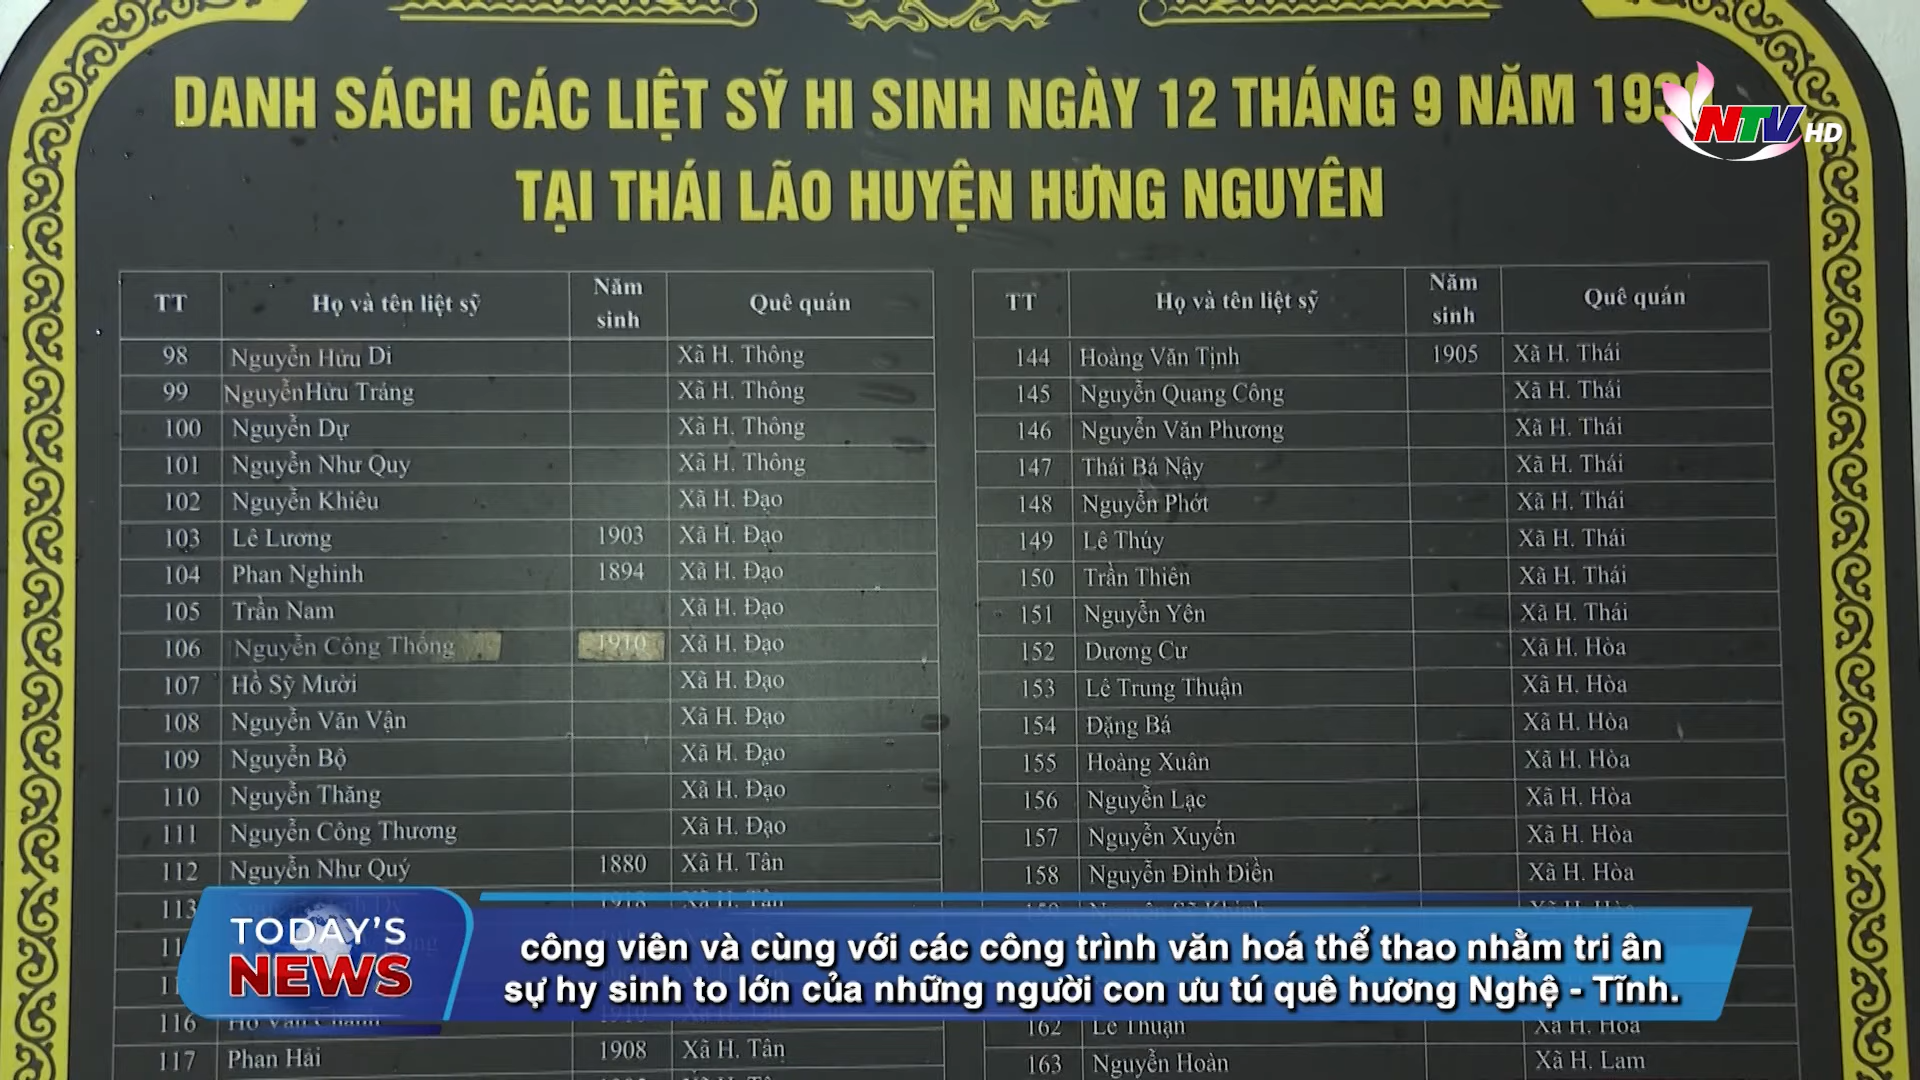 DANH SÁCH CÁC LIỆT SỸ HI SINH NGÀY 12 THÁNG 9 NĂM
NTV HD
TẠI THÁI LÃO HUYỆN HƯNG NGUYÊN
TT Họ và tên liệt sỹ Năm sinh Quê quán
98 Nguyễn Hửu Di Xã H. Thông
99 NguyễnHửu Tráng Xã H. Thông
100 Nguyễn Dự Xã H. Thông
101 Nguyễn Như Quy Xã H. Thông
102 Nguyễn Khiêu Xã H. Đạo
103 Lê Lương 1903 Xã H. Đạo
104 Phan Nghinh 1894 Xã H. Đạo
105 Trần Nam Xã H. Đạo
106 Nguyễn Công Thống 1910 Xã H. Đạo
107 Hồ Sỹ Mười Xã H. Đạo
108 Nguyễn Văn Vận Xã H. Đạo
109 Nguyễn Bộ Xã H. Đạo
110 Nguyễn Thăng Xã H. Đạo
111 Nguyễn Công Thương Xã H. Đạo
112 Nguyễn Như Quý 1880 Xã H. Tân
113
116
117 Phan Hải 1908 Xã H. Tân
TT Họ và tên liệt sỹ Năm sinh Quê quán
144 Hoàng Văn Tịnh 1905 Xã H. Thái
145 Nguyễn Quang Công Xã H. Thái
146 Nguyễn Văn Phương Xã H. Thái
147 Thái Bá Nậy Xã H. Thái
148 Nguyễn Phớt Xã H. Thái
149 Lê Thúy Xã H. Thái
150 Trần Thiên Xã H. Thái
151 Nguyễn Yên Xã H. Thái
152 Dương Cư Xã H. Hòa
153 Lê Trung Thuận Xã H. Hòa
154 Đặng Bá Xã H. Hòa
155 Hoàng Xuân Xã H. Hòa
156 Nguyễn Lạc Xã H. Hòa
157 Nguyễn Xuyến Xã H. Hòa
158 Nguyễn Đình Điền Xã H. Hòa
162 Lê Thuận Xã H. Hòa
163 Nguyễn Hoàn Xã H. Lam
TODAY'S
NEWS
công viên và cùng với các công trình văn hoá thể thao nhằm tri ân
sự hy sinh to lớn của những người con ưu tú quê hương Nghệ - Tĩnh.